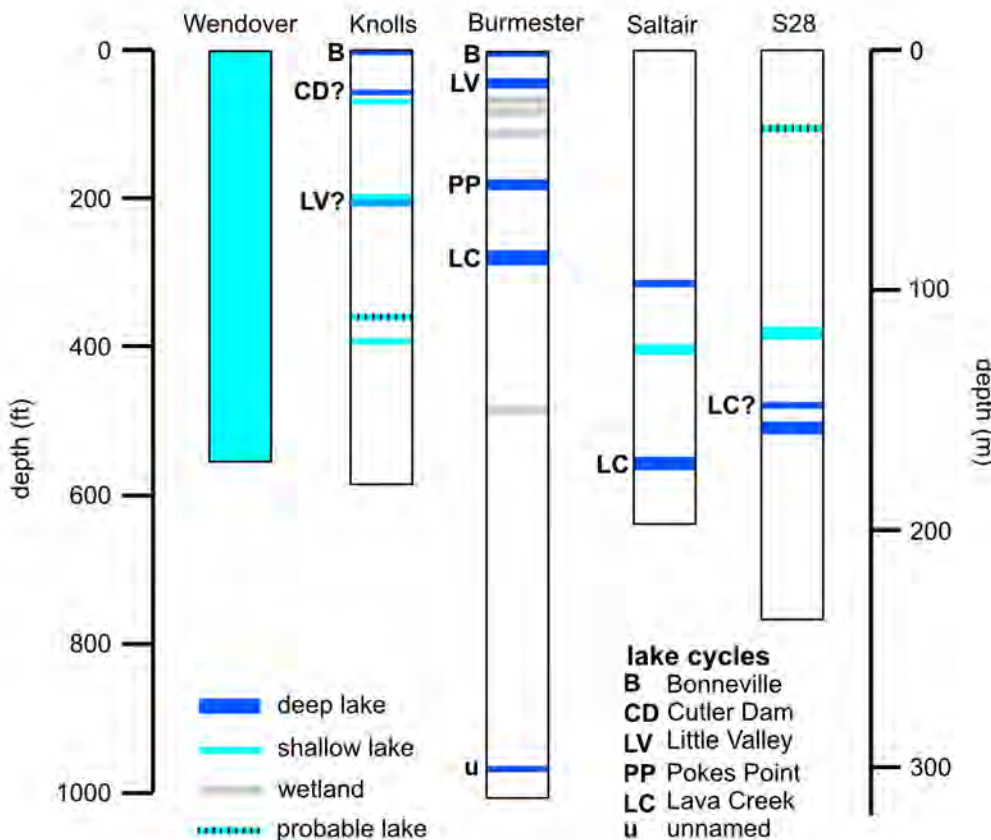 Wendover Knolls Burmester Saltair S28
0 B B 0
CD? LV
200 LV? PP
LC 100
400
LC?
LC
depth (ft) depth (m)
600 200
800
lake cycles
B Bonneville
deep lake CD Cutler Dam
shallow lake LV Little Valley
wetland u PP Pokes Point 300
1000 LC Lava Creek
probable lake u unnamed